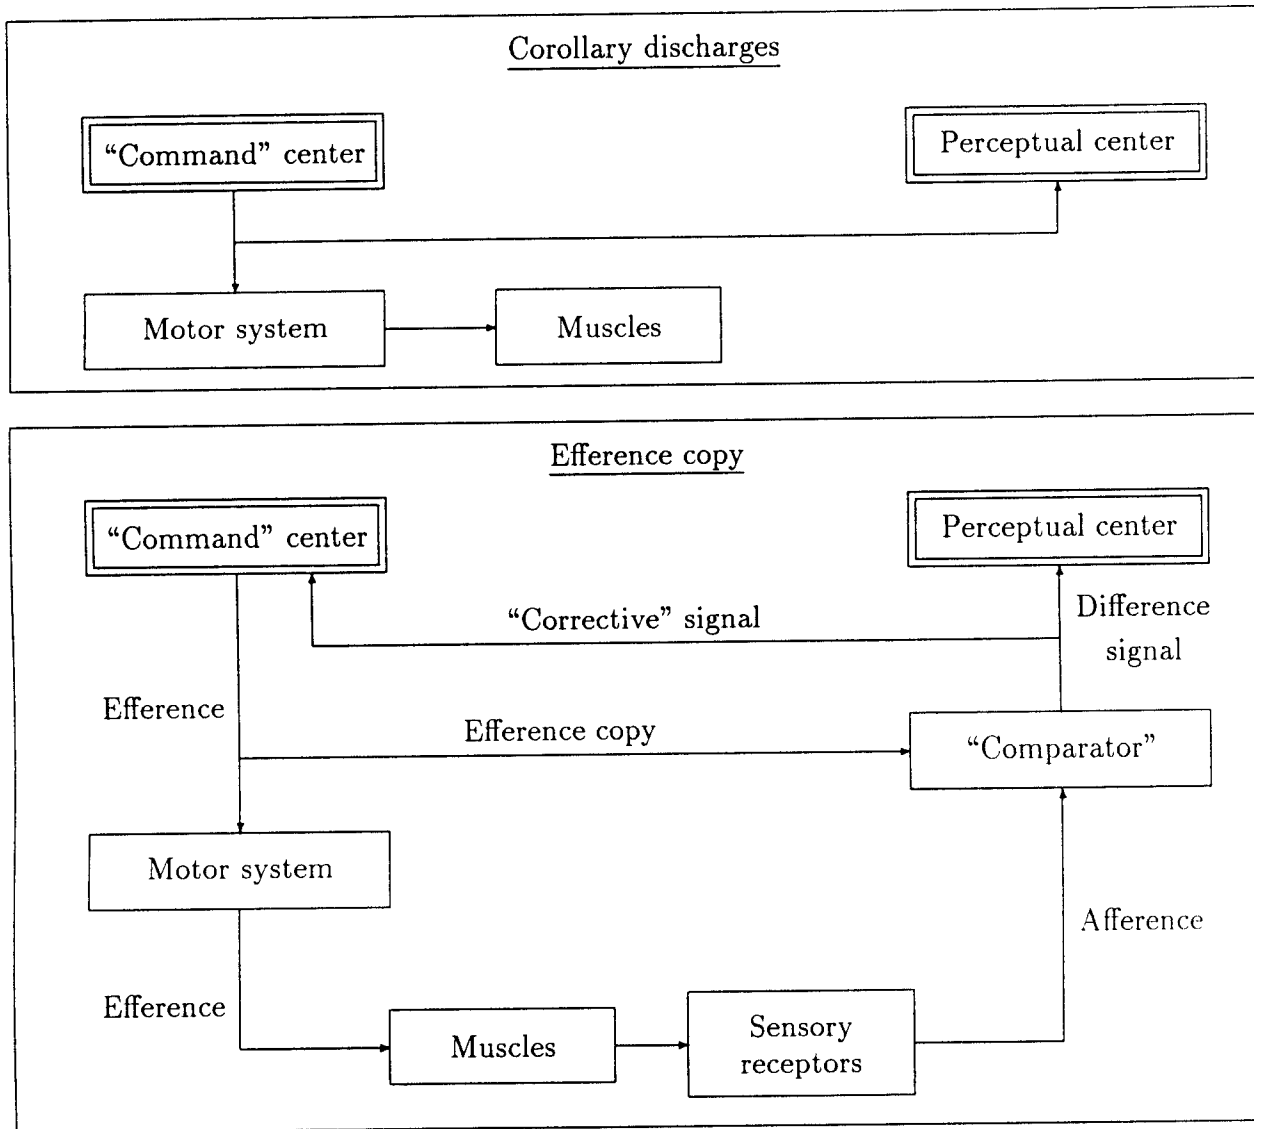 Corollary discharges
“Command” center
Perceptual center
Motor system
Muscles
Efference copy
“Command” center
Perceptual center
“Corrective” signal
Difference
signal
Efference
Efference copy
“Comparator”
Motor system
Afference
Efference
Muscles
Sensory
receptors